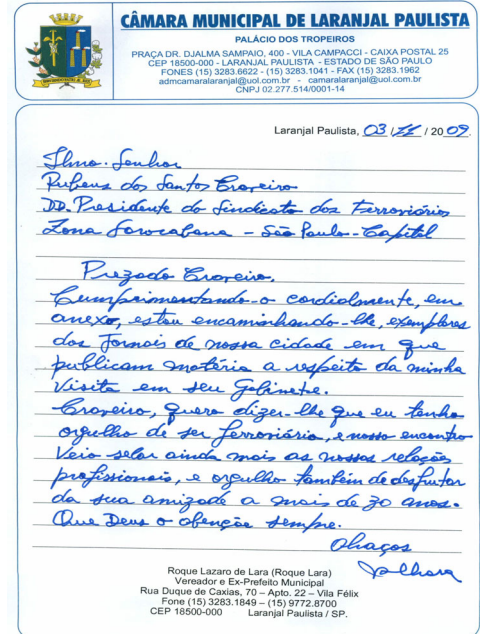 CÂMARA MUNICIPAL DE LARANJAL PAULISTA
PALÁCIO DOS TROPEIROS
PRAÇA DR. DJALMA SAMPAIO, 400 - VILA CAMPACCI - CAIXA POSTAL 25
CEP 18500-000 - LARANJAL PAULISTA - ESTADO DE SÃO PAULO
FONES (15) 3283.6622 - (15) 3283.1041 - FAX (15) 3283.1962
admcamaralaranjal@uol.com.br - camaralaranjal@uol.com.br
CNPJ 02.277.514/0001-14
Laranjal Paulista, 03/11/2009.
Ilmo. Senhor
Rubens dos Santos Craveiro
DD. Presidente do Sindicato dos Ferroviários
Zona Sorocabana - São Paulo - Capital
Prezado Craveiro,
Cumprimentando-o cordialmente, em
anexo, estou encaminhando-lhe, exemplares
dos Jornais de nossa cidade em que
publicam matéria a respeito da minha
Visita em seu Gabinete.
Craveiro, quero dizer-lhe que eu tenho
orgulho de ser ferroviário, e nosso encontro
Veio selar ainda mais as nossas relações
profissionais, e orgulho também de desfrutar
da sua amizade a mais de 30 anos.
Que Deus o abençoe sempre.
Abraços
Roque Lazaro de Lara (Roque Lara)
Vereador e Ex-Prefeito Municipal
Rua Duque de Caxias, 70 – Apto. 22 – Vila Félix
Fone (15) 3283.1849 – (15) 9772.8700
CEP 18500-000 Laranjal Paulista / SP.